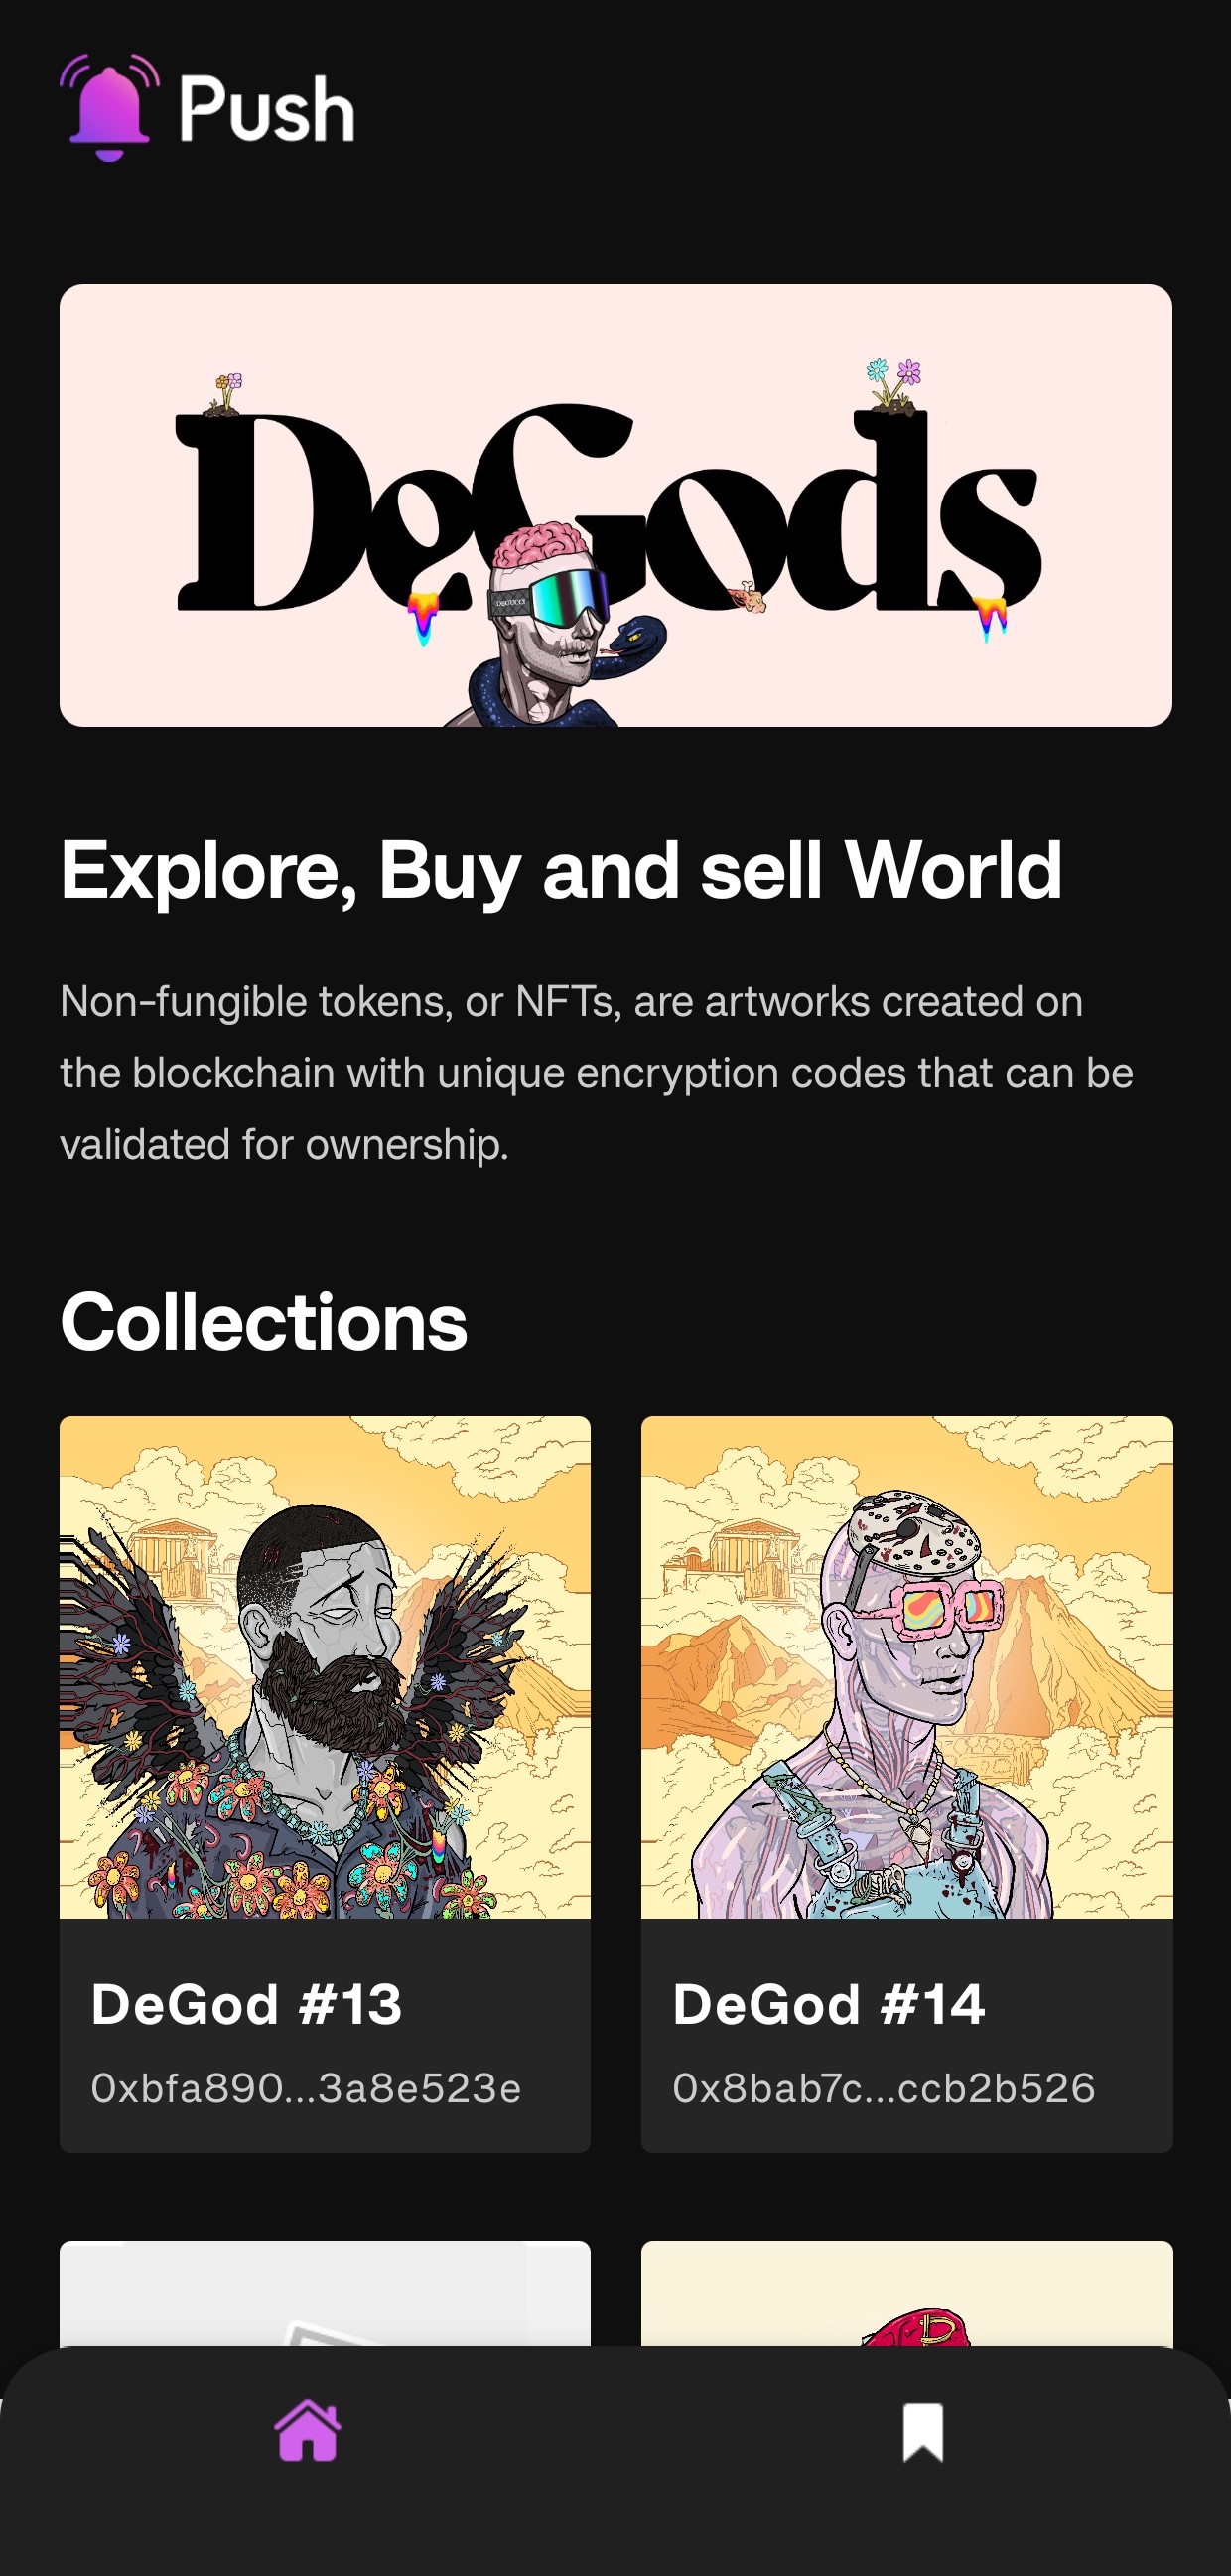 Push
DeGods
DEGUCCI
Explore, Buy and sell World
Non-fungible tokens, or NFTs, are artworks created on
the blockchain with unique encryption codes that can be
validated for ownership.
Collections
DeGod #13
DeGod #14
0xbfa890...3a8e523e
0x8bab7c...ccb2b526